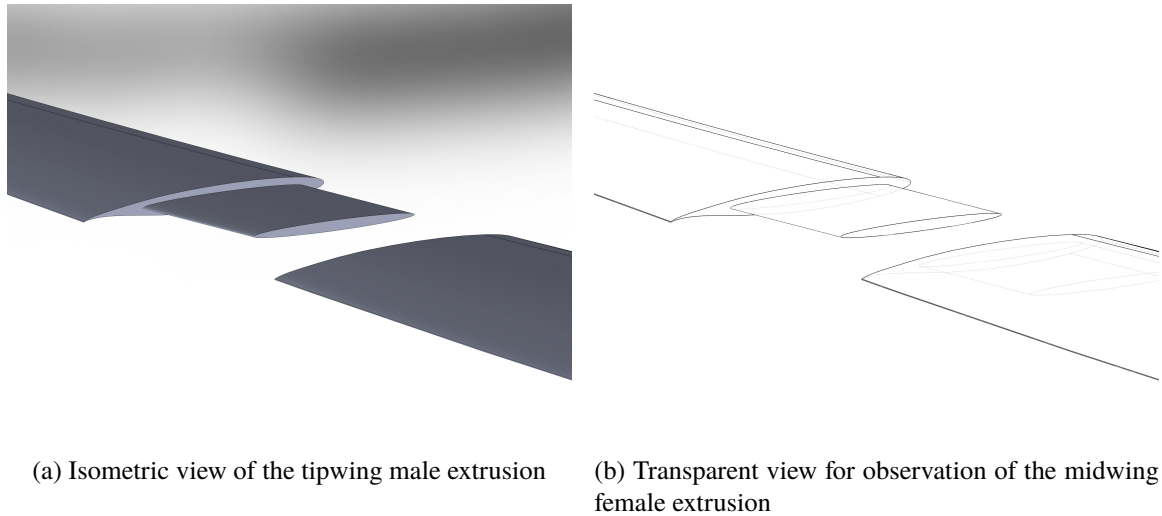 (a) Isometric view of the tipwing male extrusion
(b) Transparent view for observation of the midwing
female extrusion